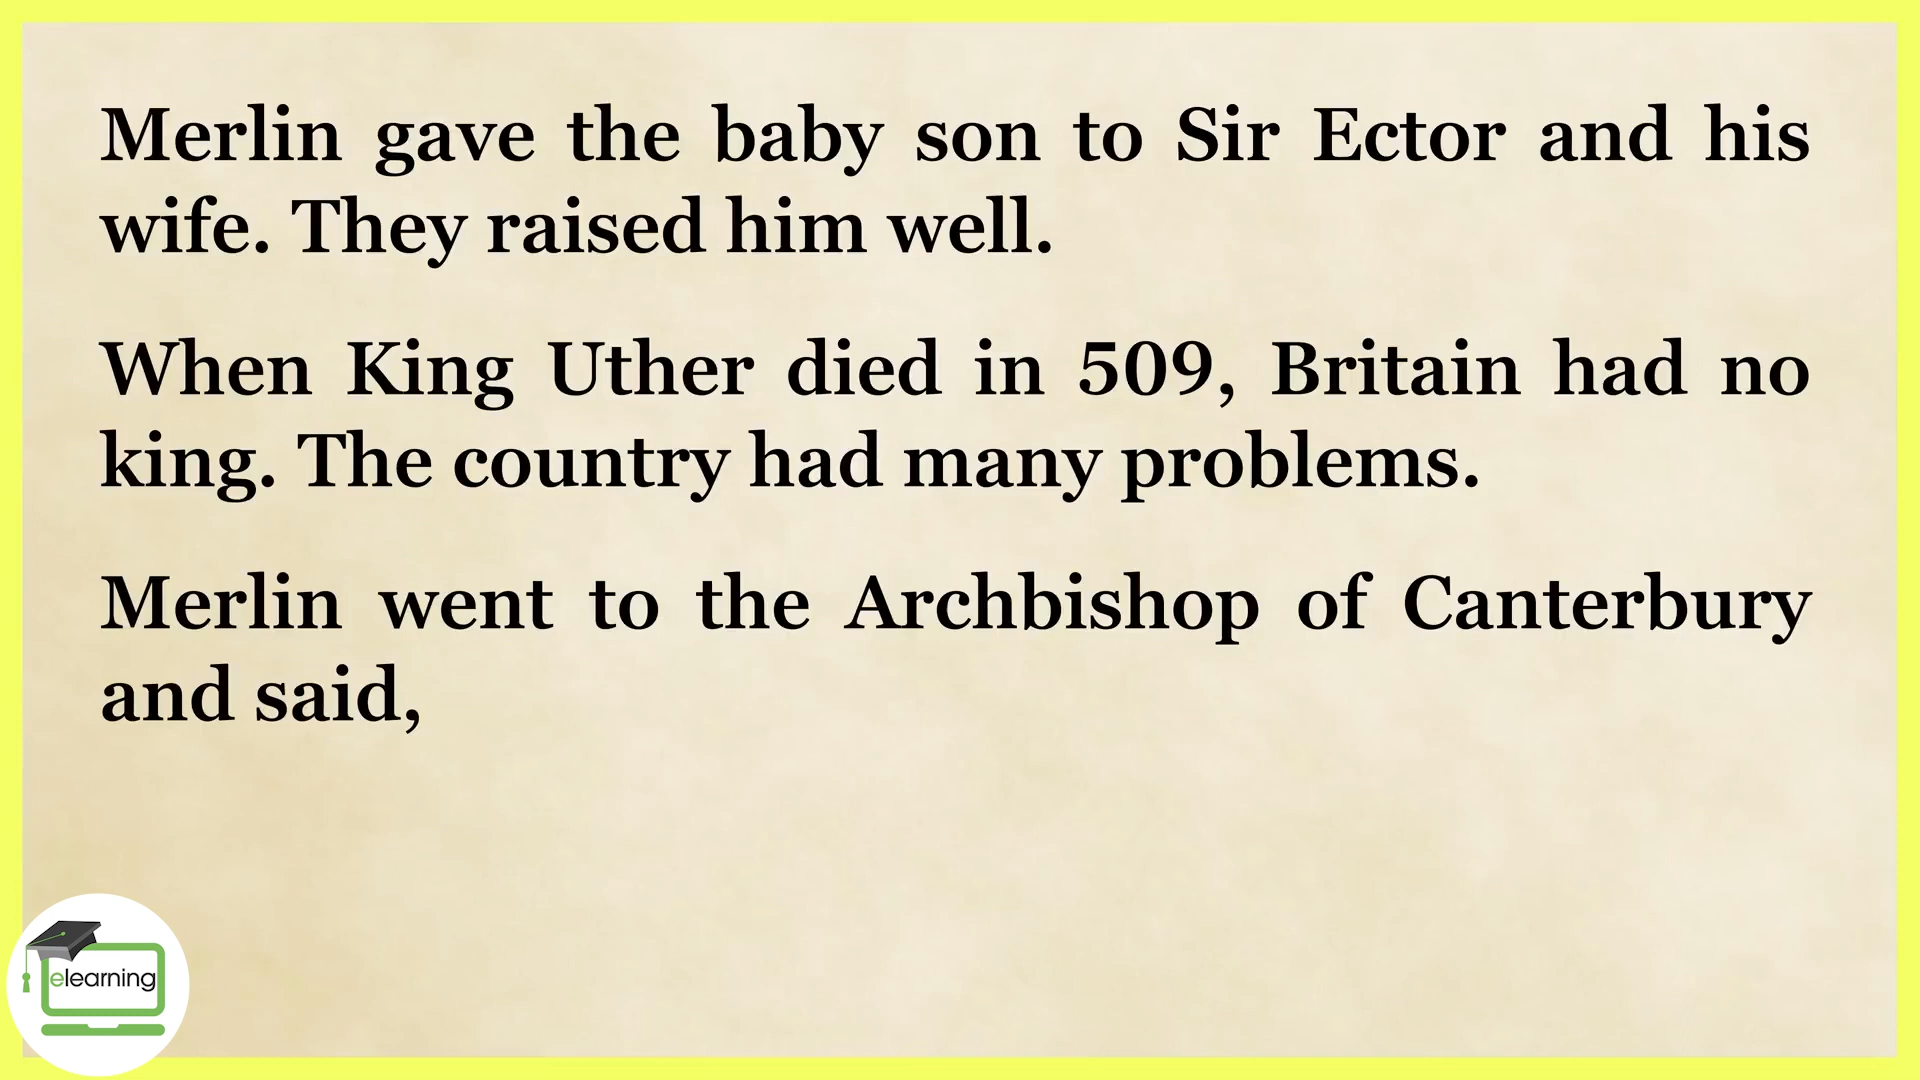 Merlin gave the baby son to Sir Ector and his
wife. They raised him well.
When King Uther died in 509, Britain had no
king. The country had many problems.
Merlin went to the Archbishop of Canterbury
and said,
elearning